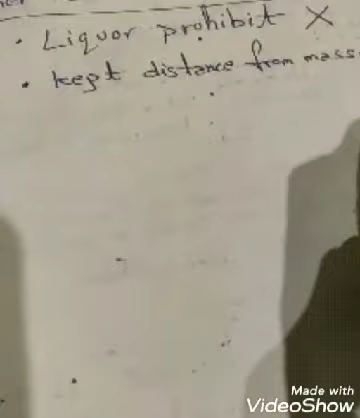 • Liquor prohibit X
• kept distance from mass
Made with
VideoShow